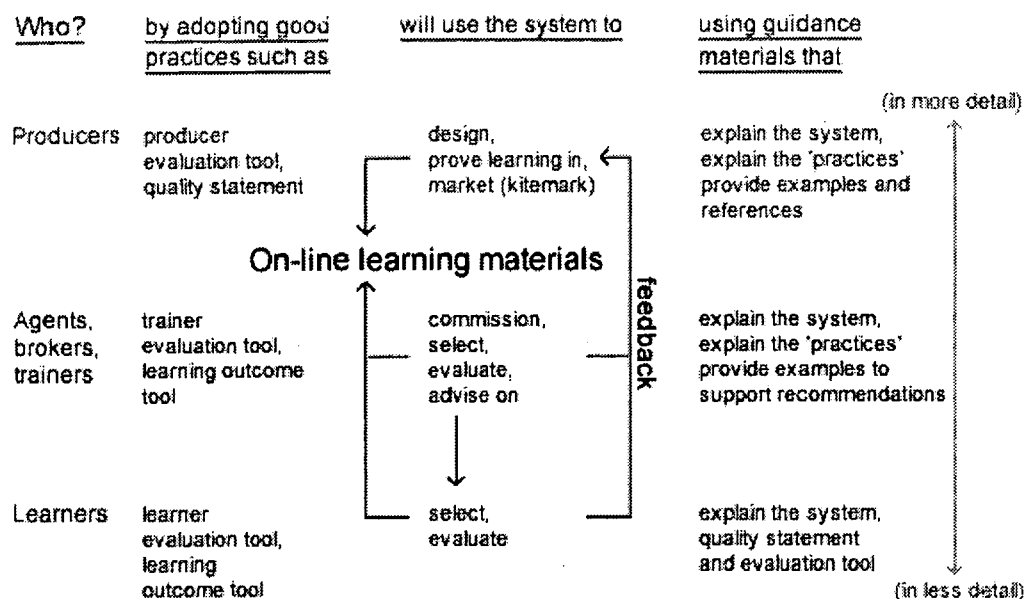 Who?
by adopting good
practices such as
will use the system to
using guidance
materials that
(in more detail)
Producers
producer
evaluation tool,
quality statement
design,
prove learning in,
market (kitemark)
explain the system,
explain the 'practices'
provide examples and
references
On-line learning materials
feedback
Agents,
brokers,
trainers
trainer
evaluation tool,
learning outcome
tool
commission,
select,
evaluate,
advise on
explain the system,
explain the 'practices'
provide examples to
support recommendations
Learners
learner
evaluation tool,
learning
outcome tool
select,
evaluate
explain the system,
quality statement
and evaluation tool
(in less detail)